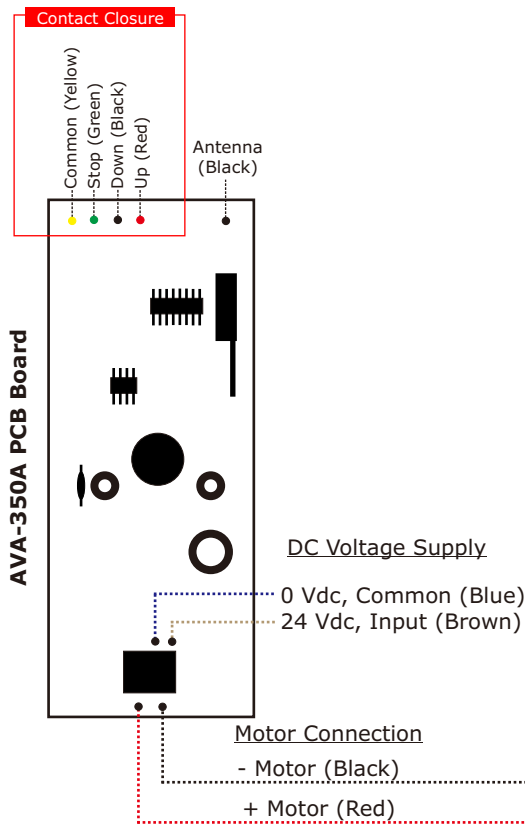 Contact Closure
Common (Yellow)
Stop (Green)
Down (Black)
Up (Red)
Antenna
(Black)
AVA-350A PCB Board
DC Voltage Supply
0 Vdc, Common (Blue)
24 Vdc, Input (Brown)
Motor Connection
- Motor (Black)
+ Motor (Red)